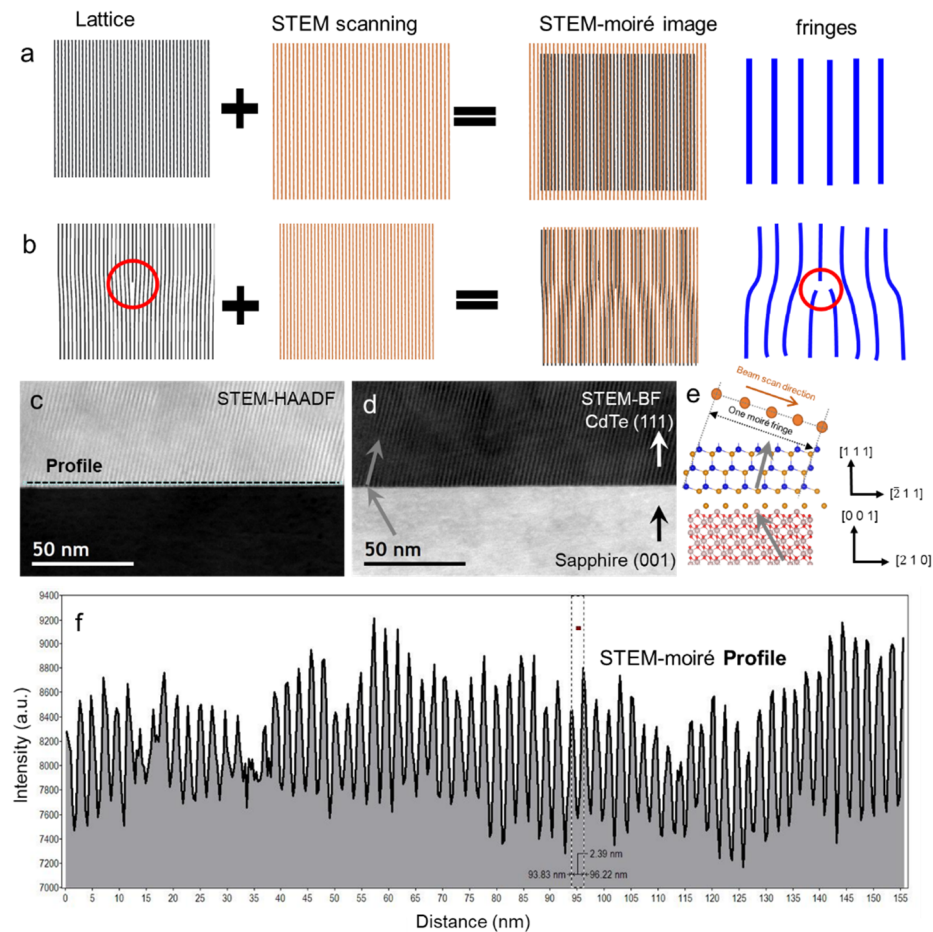 Lattice
STEM scanning
STEM-moiré image
fringes
a
b
c
STEM-HAADF
Profile
50 nm
d
STEM-BF
CdTe (111)
50 nm
Sapphire (001)
e
Beam scan direction
One moiré fringe
[1 1 1]
[2̄ 1 1]
[0 0 1]
[2 1 0]
f
STEM-moiré Profile
Intensity (a.u.)
9400
9200
9000
8800
8600
8400
8200
8000
7800
7600
7400
7200
7000
2.39 nm
93.83 nm
96.22 nm
0 5 10 15 20 25 30 35 40 45 50 55 60 65 70 75 80 85 90 95 100 105 110 115 120 125 130 135 140 145 150 155
Distance (nm)